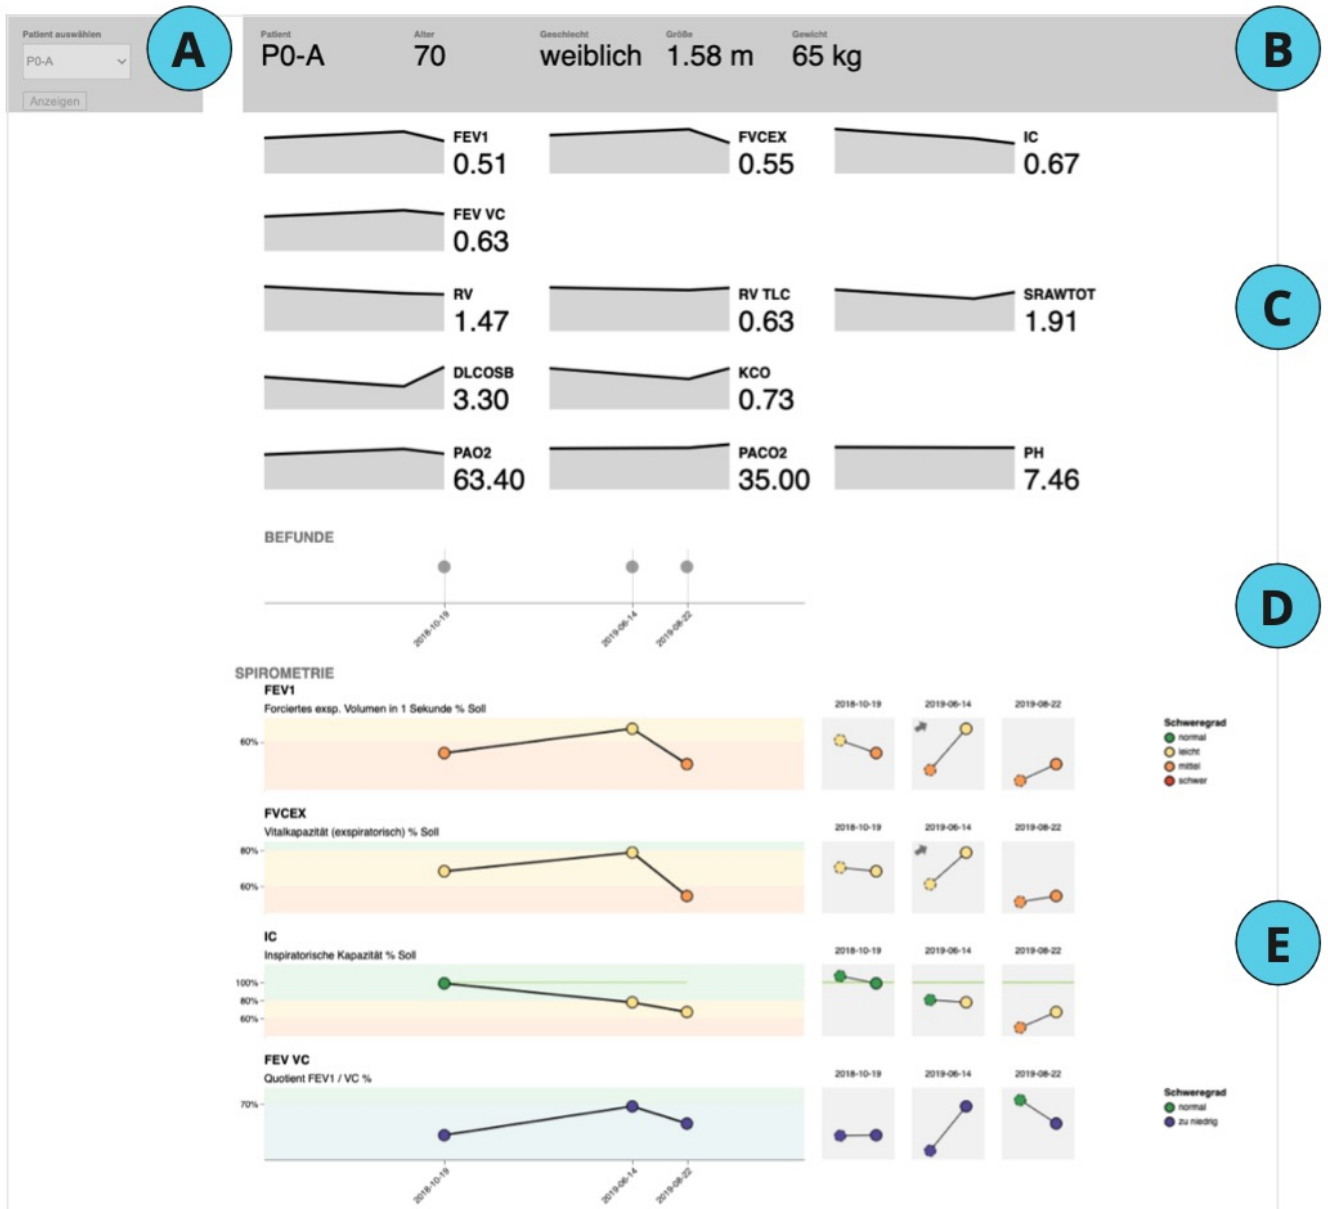 Patient auswählen
P0-A
Anzeigen
A
Patient Alter Geschlecht Größe Gewicht
P0-A 70 weiblich 1.58 m 65 kg
B
FEV1 FVCEX IC
0.51 0.55 0.67
FEV VC
0.63
RV RV TLC SRAWTOT
1.47 0.63 1.91
C
DLCOSB KCO
3.30 0.73
PAO2 PACO2 PH
63.40 35.00 7.46
BEFUNDE
2018-10-19 2019-06-14 2019-08-22
D
SPIROMETRIE
FEV1
Forciertes exsp. Volumen in 1 Sekunde % Soll
2018-10-19 2019-06-14 2019-08-22
60%
Schweregrad
normal
leicht
mittel
schwer
FVCEX
Vitalkapazität (exspiratorisch) % Soll
2018-10-19 2019-06-14 2019-08-22
80%
60%
IC
Inspiratorische Kapazität % Soll
2018-10-19 2019-06-14 2019-08-22
100%
80%
60%
E
FEV VC
Quotient FEV1 / VC %
2018-10-19 2019-06-14 2019-08-22
70%
Schweregrad
normal
zu niedrig
2018-10-19 2019-06-14 2019-08-22